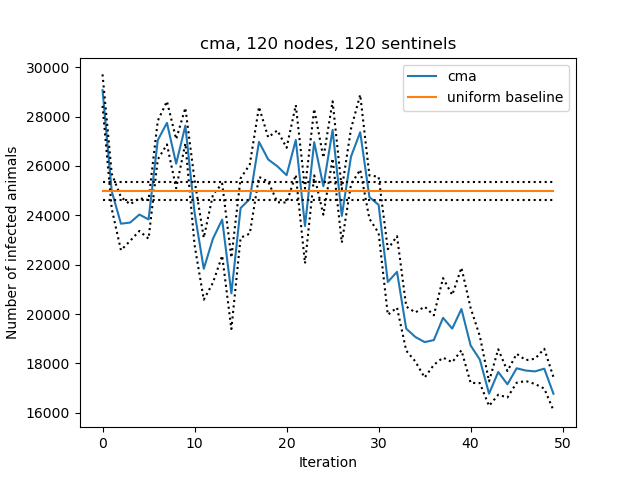 cma, 120 nodes, 120 sentinels
30000
28000
26000
24000
22000
20000
18000
16000
Number of infected animals
cma
uniform baseline
0
10
20
30
40
50
Iteration